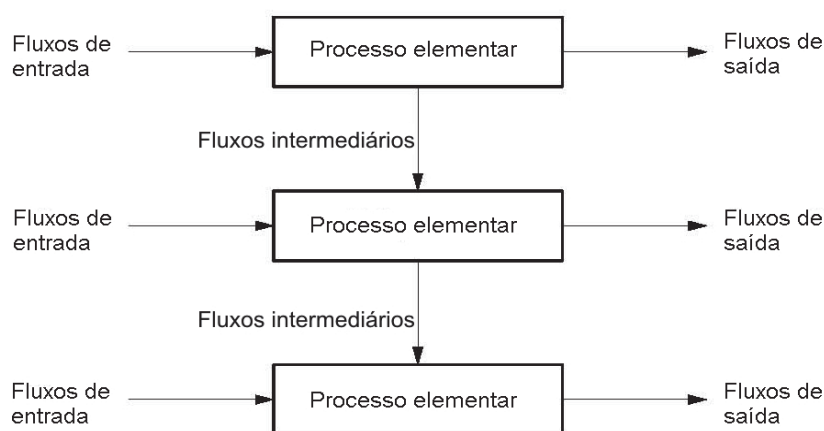 Fluxos de
entrada
Processo elementar
Fluxos de
saída
Fluxos intermediários
Fluxos de
entrada
Processo elementar
Fluxos de
saída
Fluxos intermediários
Fluxos de
entrada
Processo elementar
Fluxos de
saída